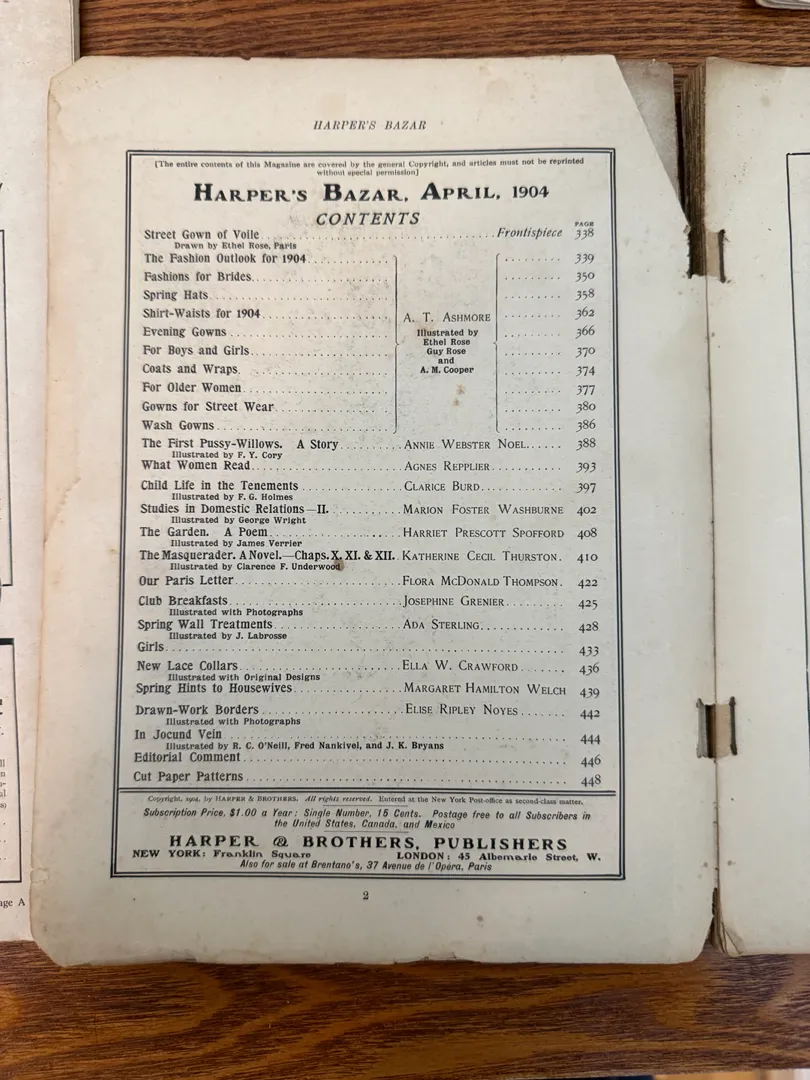 HARPER'S BAZAR
[The entire contents of this Magazine are covered by the general Copyright, and articles must not be reprinted
without special permission]
HARPER'S BAZAR, APRIL, 1904
CONTENTS
PAGE
Street Gown of Voile Frontispiece 338
Drawn by Ethel Rose, Paris
The Fashion Outlook for 1904 339
Fashions for Brides 350
Spring Hats 358
Shirt-Waists for 1904 362
A. T. ASHMORE
Evening Gowns 366
Illustrated by
Ethel Rose
Guy Rose
and
A. M. Cooper
For Boys and Girls 370
Coats and Wraps 374
For Older Women 377
Gowns for Street Wear 380
Wash Gowns 386
The First Pussy-Willows. A Story ANNIE WEBSTER NOEL 388
Illustrated by F. Y. Cory
What Women Read AGNES REPPLIER 393
Child Life in the Tenements CLARICE BURD 397
Illustrated by F. G. Holmes
Studies in Domestic Relations—II. MARION FOSTER WASHBURNE 402
Illustrated by George Wright
The Garden. A Poem HARRIET PRESCOTT SPOFFORD 408
Illustrated by James Verrier
The Masquerader. A Novel.—Chaps. X. XI. & XII. KATHERINE CECIL THURSTON. 410
Illustrated by Clarence F. Underwood
Our Paris Letter FLORA MCDONALD THOMPSON. 422
Club Breakfasts JOSEPHINE GRENIER 425
Illustrated with Photographs
Spring Wall Treatments ADA STERLING 428
Illustrated by J. Labrosse
Girls 433
New Lace Collars ELLA W. CRAWFORD 436
Illustrated with Original Designs
Spring Hints to Housewives MARGARET HAMILTON WELCH 439
Drawn-Work Borders ELISE RIPLEY NOYES 442
Illustrated with Photographs
In Jocund Vein 444
Illustrated by R. C. O'Neill, Fred Nankivel, and J. K. Bryans
Editorial Comment 446
Cut Paper Patterns 448
Copyright, 1904, by HARPER & BROTHERS. All rights reserved. Entered at the New York Post-office as second-class matter.
Subscription Price, $1.00 a Year; Single Number, 15 Cents. Postage free to all Subscribers in
the United States, Canada, and Mexico
HARPER & BROTHERS, PUBLISHERS
NEW YORK: Franklin Square LONDON: 45 Albemarle Street, W.
Also for sale at Brentano's, 37 Avenue de l'Opéra, Paris
2